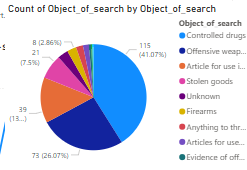 Count of Object_of_search by Object_of_search
Object_of_search
8 (2.86%)
21
(7.5%)
39
(13...)
73 (26.07%)
115
(41.07%)
Controlled drugs
Offensive weap...
Article for use i...
Stolen goods
Unknown
Firearms
Anything to thr...
Articles for use...
Evidence of off...